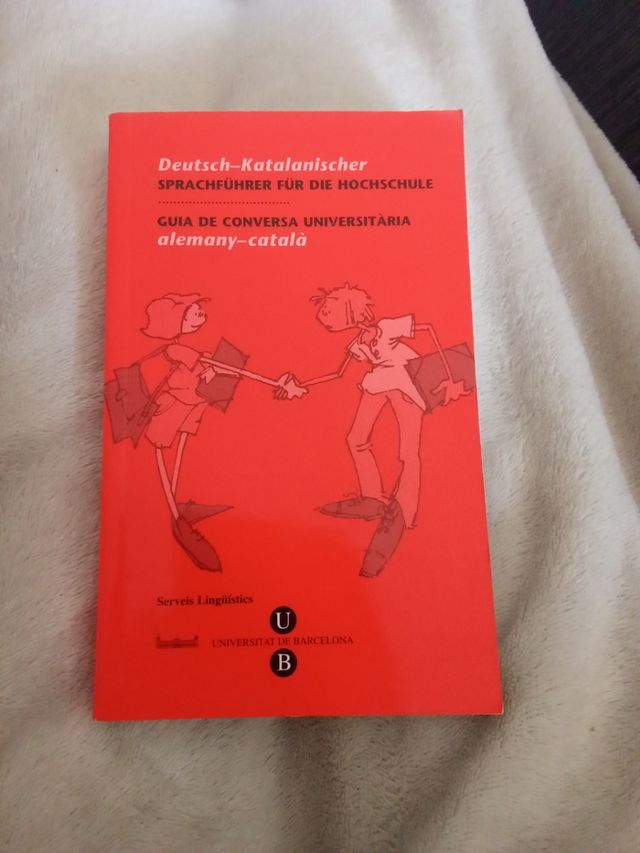 Deutsch–Katalanischer
SPRACHFÜHRER FÜR DIE HOCHSCHULE
GUIA DE CONVERSA UNIVERSITÀRIA
alemany–català
Serveis Lingüístics
U
UNIVERSITAT DE BARCELONA
B